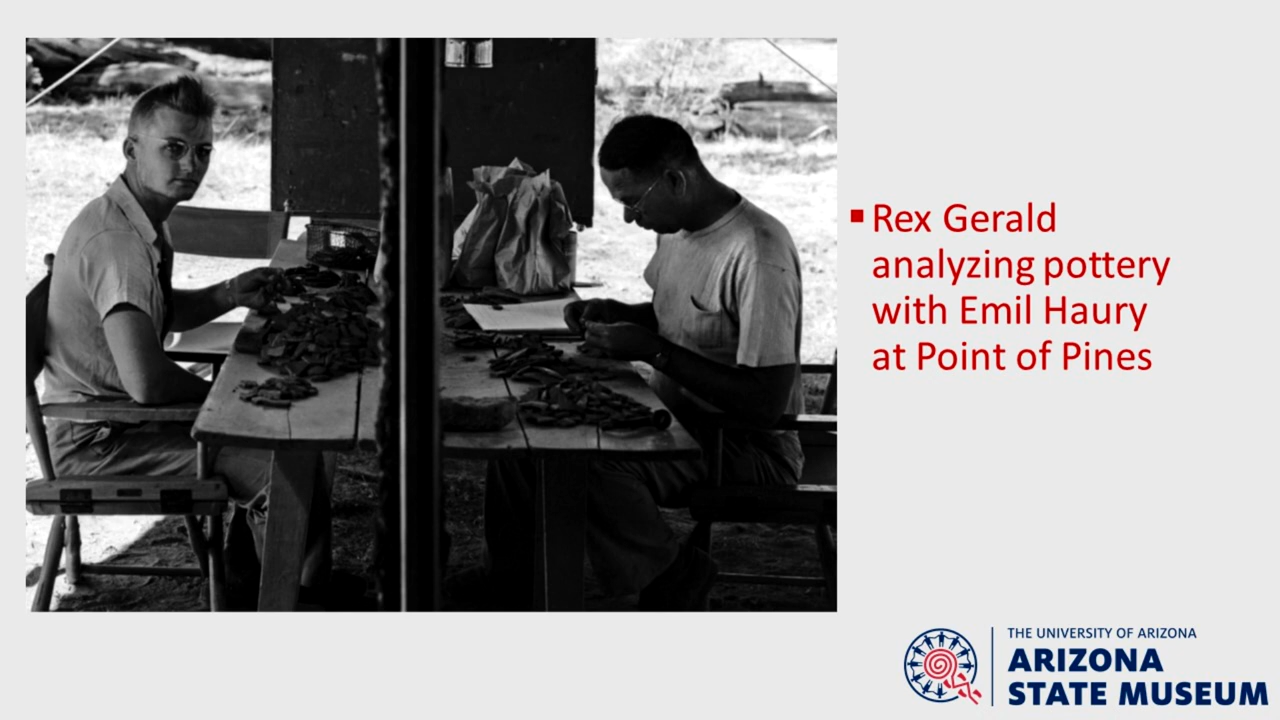 ▪ Rex Gerald
analyzing pottery
with Emil Haury
at Point of Pines
THE UNIVERSITY OF ARIZONA
ARIZONA
STATE MUSEUM